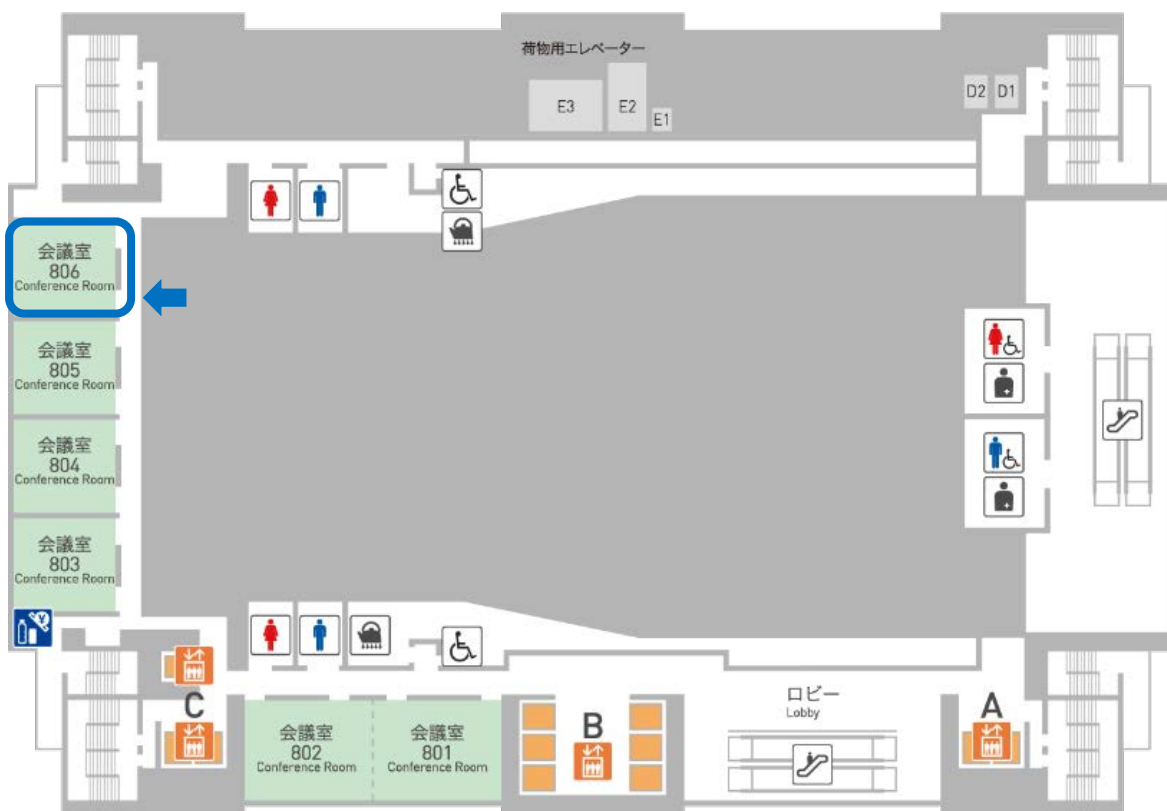 荷物用エレベーター
E3
E2
E1
D2
D1
会議室
806
Conference Room
会議室
805
Conference Room
会議室
804
Conference Room
会議室
803
Conference Room
¥
C
会議室
802
Conference Room
会議室
801
Conference Room
B
ロビー
Lobby
A